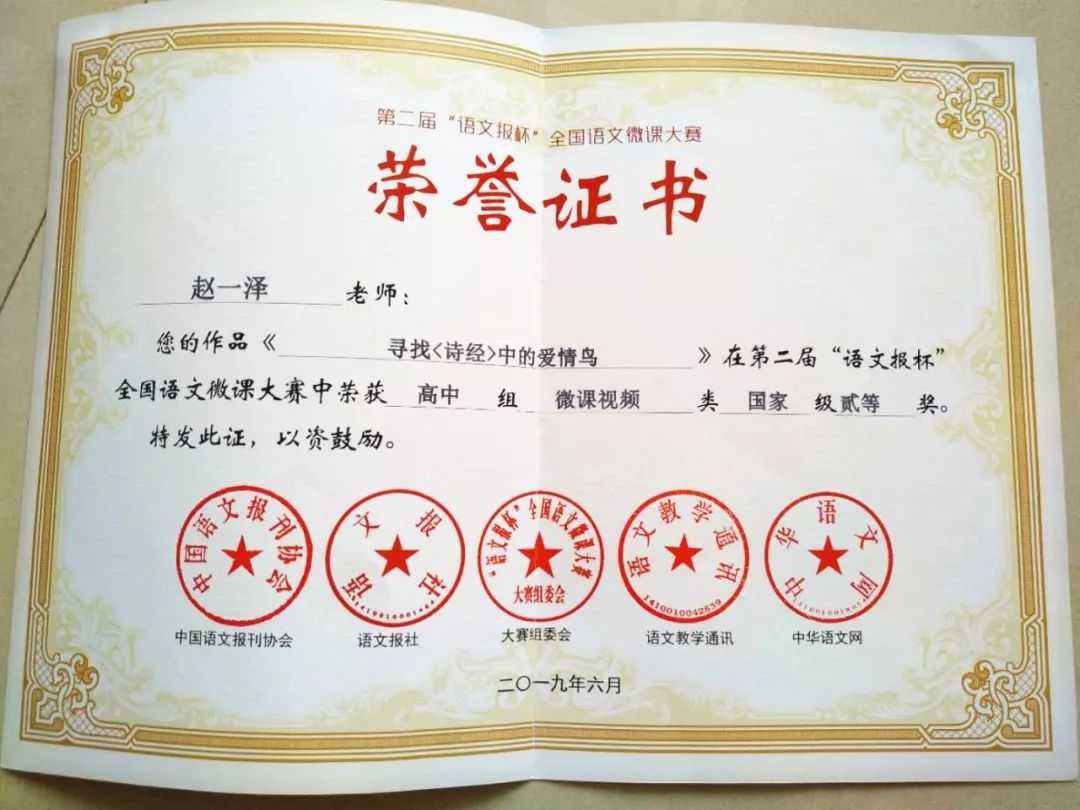 第二届“语文报杯”全国语文微课大赛
荣誉证书
赵一泽 老师：
您的作品《 寻找<诗经>中的爱情鸟 》在第二届“语文报杯”
全国语文微课大赛中荣获 高中 组 微课视频 类 国家 级 贰等 奖。
特发此证，以资鼓励。
中国语文报刊协会
语文报社
“语文报杯”全国语文微课大赛
大赛组委会
语文教学通讯
1410010042639
中华语文网
中国语文报刊协会 语文报社 大赛组委会 语文教学通讯 中华语文网
二〇一九年六月